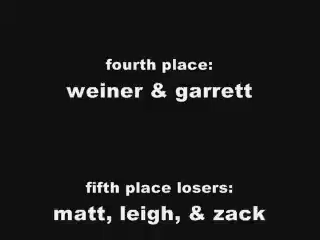 fourth place:
weiner & garrett
fifth place losers:
matt, leigh, & zack